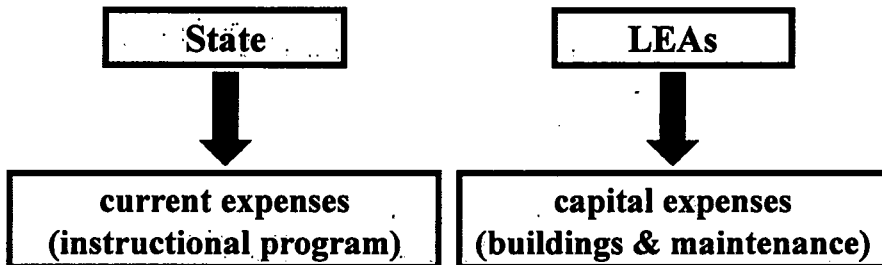 State
LEAs
current expenses
(instructional program)
capital expenses
(buildings & maintenance)